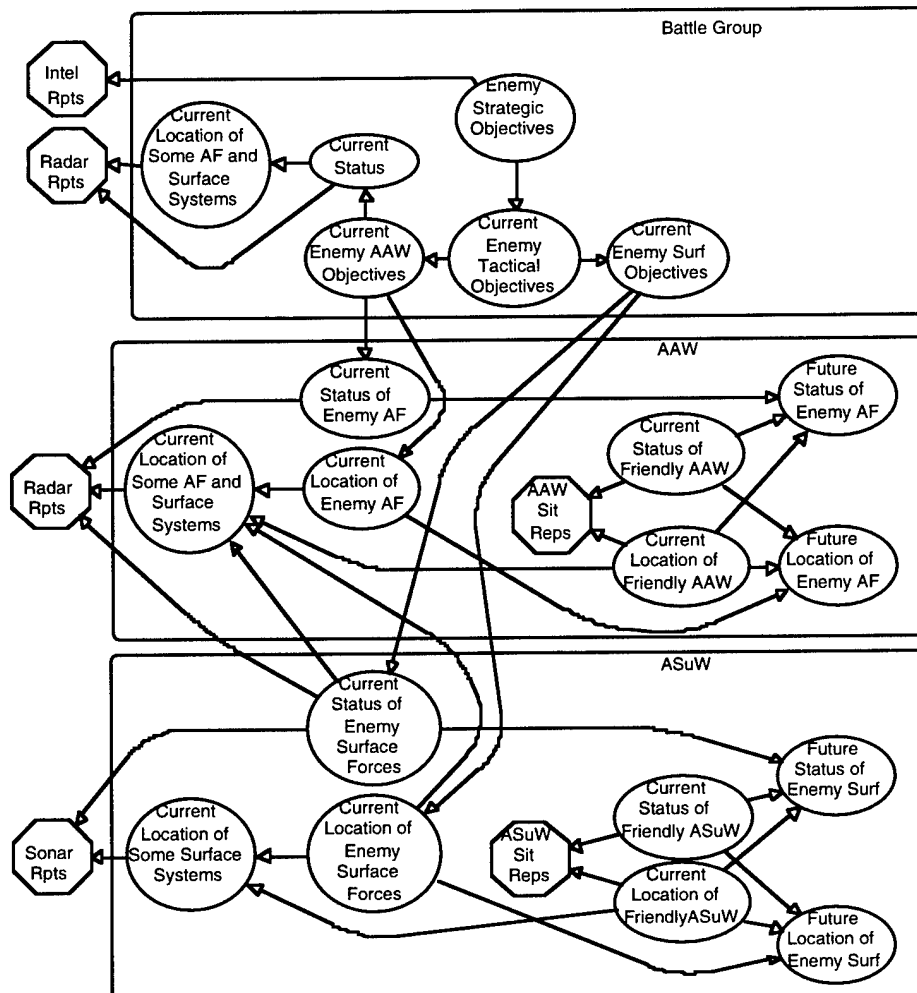 Battle Group
Intel
Rpts
Enemy
Strategic
Objectives
Current
Location of
Some AF and
Surface
Systems
Radar
Rpts
Current
Status
Current
Enemy AAW
Objectives
Current
Enemy
Tactical
Objectives
Current
Enemy Surf
Objectives
AAW
Current
Status of
Enemy AF
Future
Status of
Enemy AF
Current
Status of
Friendly AAW
Current
Location of
Some AF and
Surface
Systems
Current
Location of
Enemy AF
Radar
Rpts
AAW
Sit
Reps
Current
Location of
Friendly AAW
Future
Location of
Enemy AF
ASuW
Current
Status of
Enemy
Surface
Forces
Future
Status of
Enemy Surf
Current
Status of
Friendly ASuW
Current
Location of
Some Surface
Systems
Current
Location of
Enemy
Surface
Forces
Sonar
Rpts
ASuW
Sit
Reps
Current
Location of
FriendlyASuW
Future
Location of
Enemy Surf